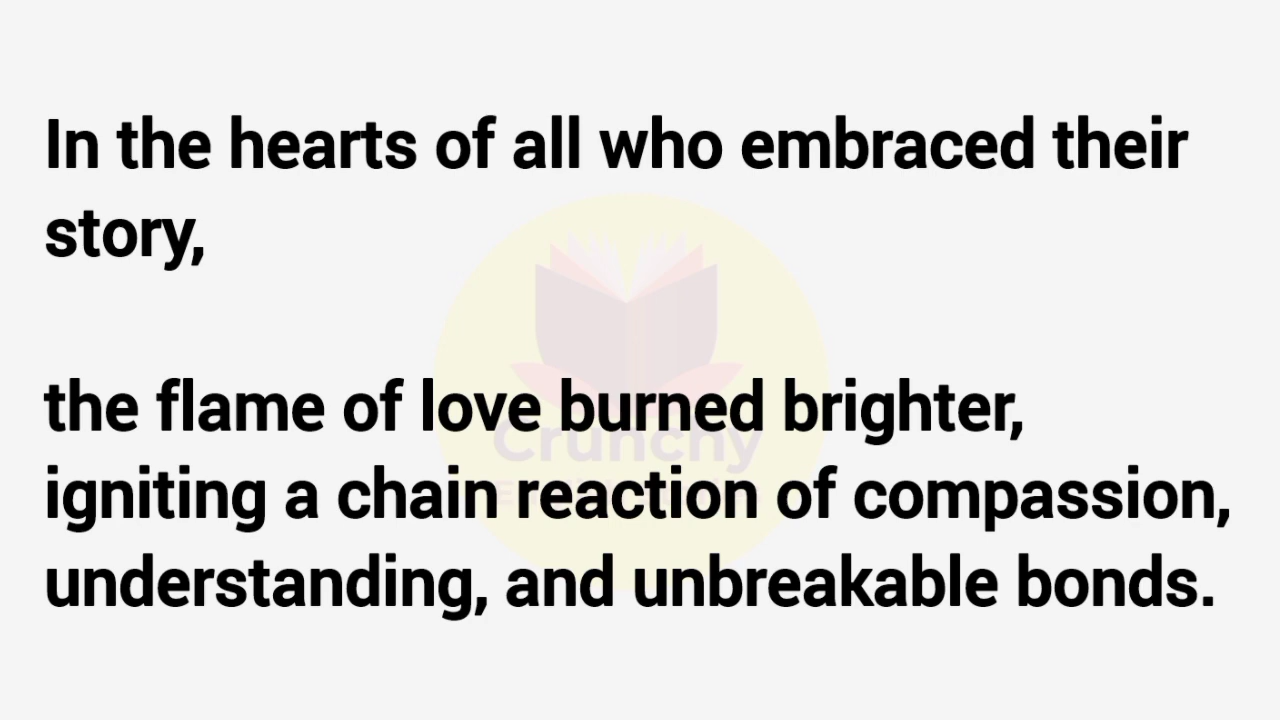 In the hearts of all who embraced their
story,
the flame of love burned brighter,
Crunchy
igniting a chain reaction of compassion,
understanding, and unbreakable bonds.